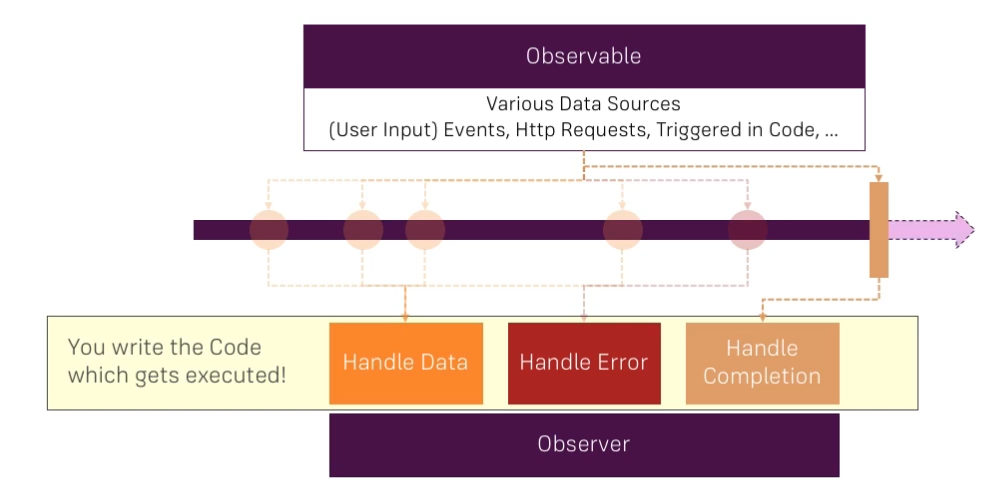 Observable
Various Data Sources
(User Input) Events, Http Requests, Triggered in Code, ...
You write the Code
which gets executed!
Handle Data
Handle Error
Handle
Completion
Observer